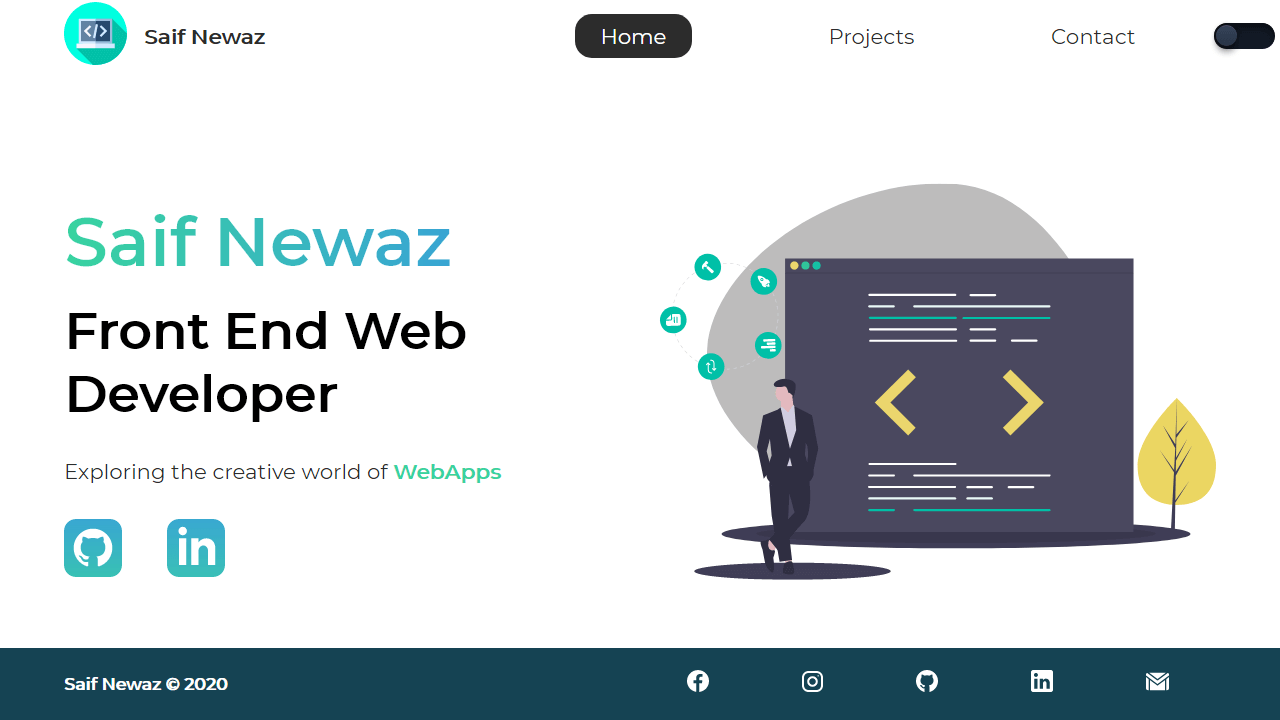 Saif Newaz
Home
Projects
Contact
Saif Newaz
Front End Web
Developer
Exploring the creative world of WebApps
Saif Newaz © 2020